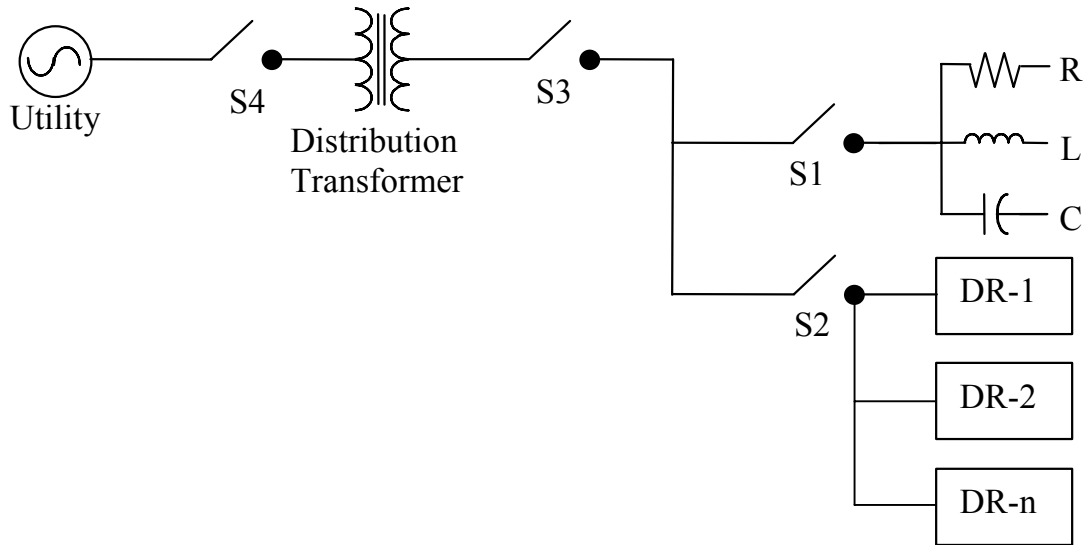 Utility
S4
Distribution
Transformer
S3
S1
R
L
C
S2
DR-1
DR-2
DR-n